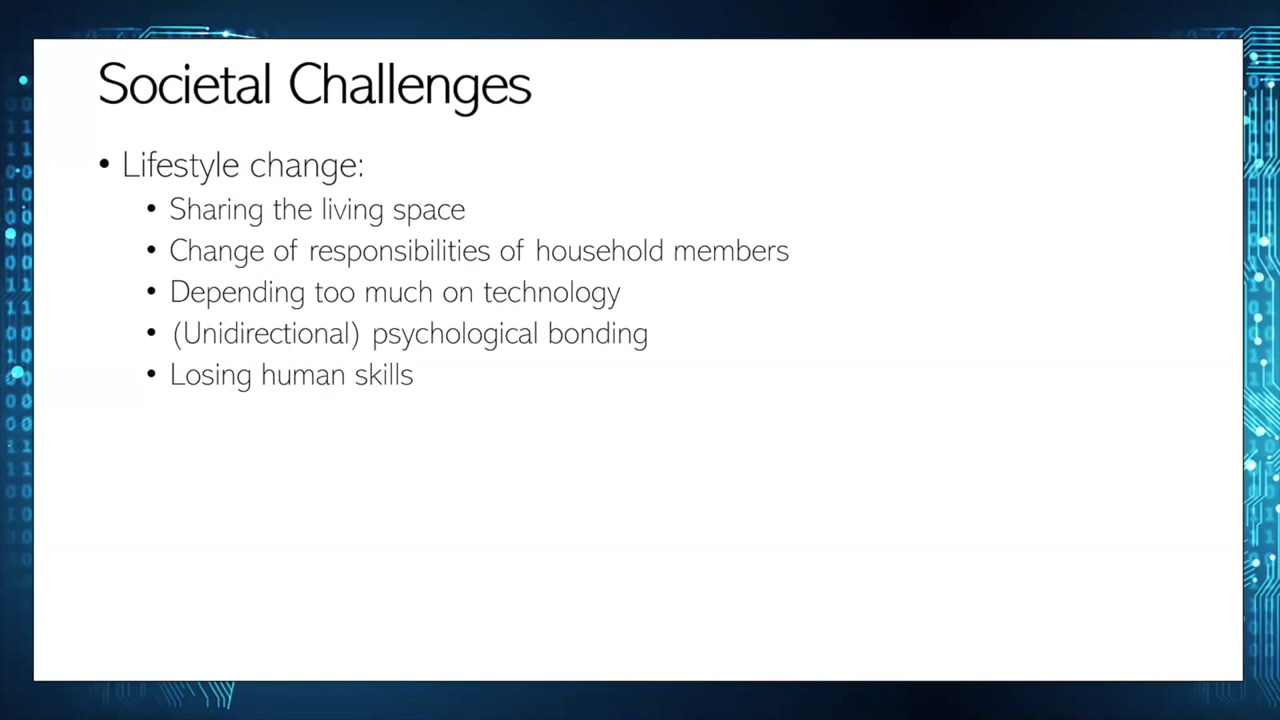 Societal Challenges
• Lifestyle change:
• Sharing the living space
• Change of responsibilities of household members
• Depending too much on technology
• (Unidirectional) psychological bonding
• Losing human skills